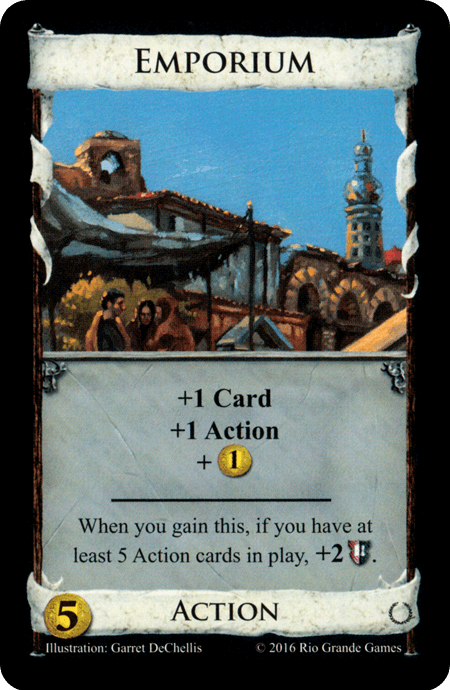 EMPORIUM
+1 Card
+1 Action
+ 1
When you gain this, if you have at
least 5 Action cards in play, +2 .
5 ACTION
Illustration: Garret DeChellis © 2016 Rio Grande Games